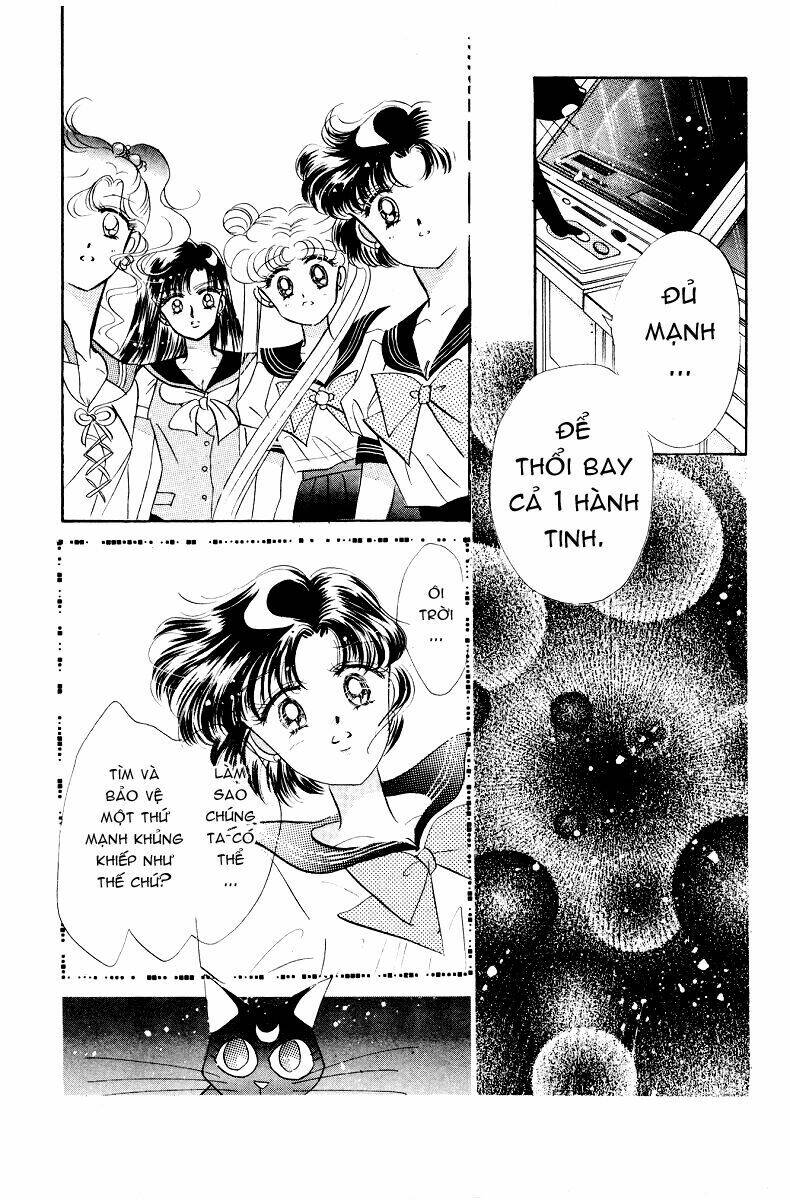 ĐỦ
MẠNH
...
ĐỂ
THỔI BAY
CẢ 1 HÀNH
TINH.
ÔI
TRỜI
...
LÀM
SAO
CHÚNG
TA CÓ
THỂ
...
TÌM VÀ
BẢO VỆ
MỘT THỨ
MẠNH KHỦNG
KHIẾP NHƯ
THẾ CHỨ?